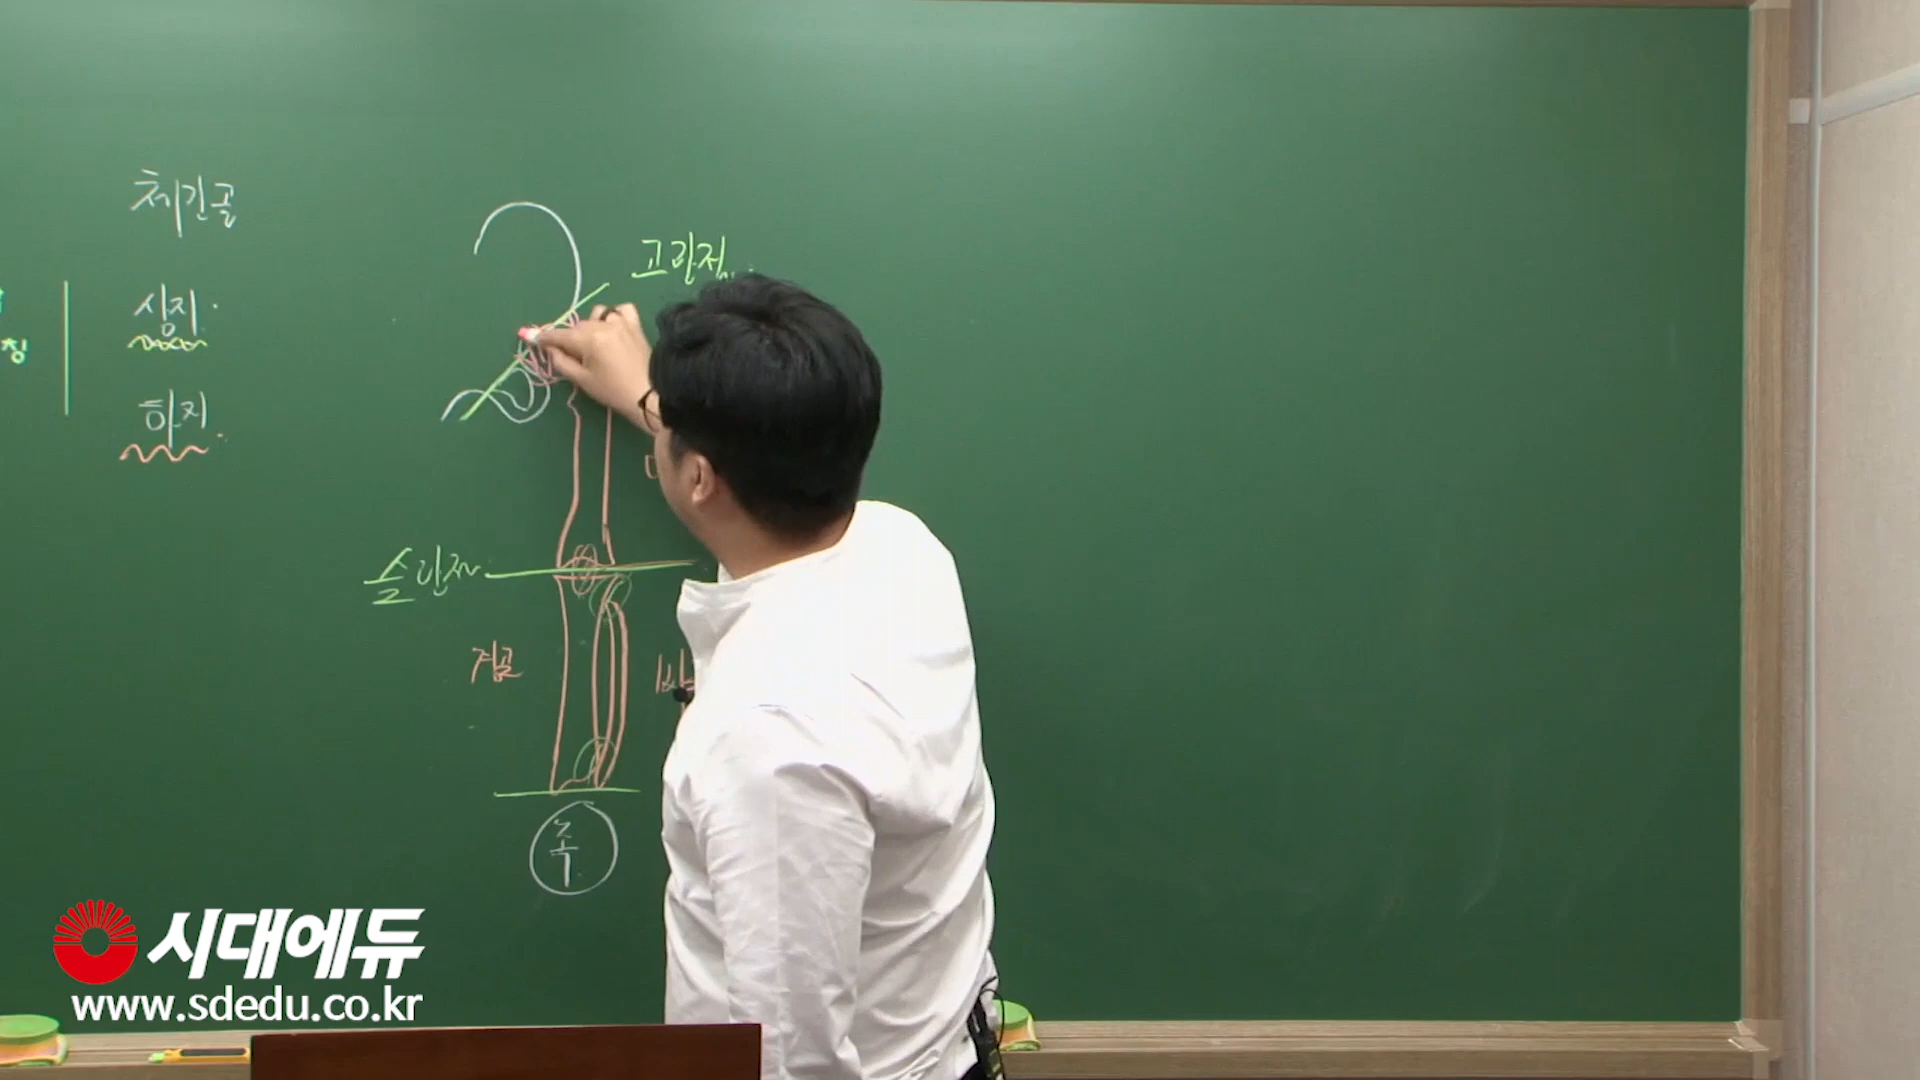 체간골
상지
하지
고관절
슬관절
경골
족
칭
시대에듀
www.sdedu.co.kr